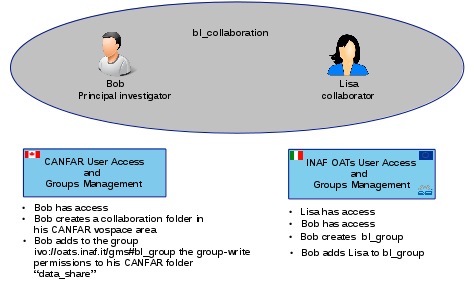 bl_collaboration
Bob
Principal investigator
Lisa
collaborator
CANFAR User Access
and
Groups Management
• Bob has access
• Bob creates a collaboration folder in
his CANFAR vospace area
• Bob adds to the group
ivo://oats.inaf.it/gms#bl_group the group-write
permissions to his CANFAR folder
“data_share”
INAF OATs User Access
and
Groups Management
• Lisa has access
• Bob has access
• Bob creates bl_group
• Bob adds Lisa to bl_group